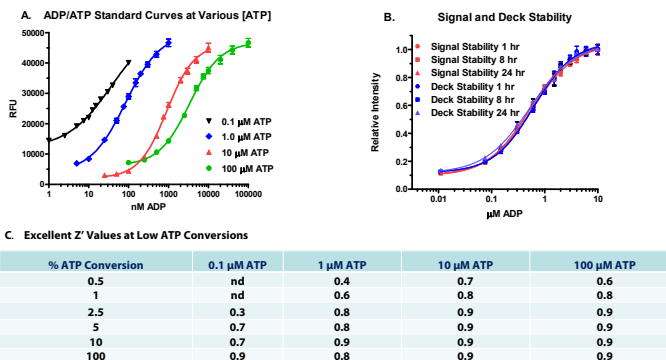 A. ADP/ATP Standard Curves at Various [ATP]
50000
40000
30000
20000
10000
0
RFU
1 10 100 1000 10000 100000
nM ADP
0.1 µM ATP
1.0 µM ATP
10 µM ATP
100 µM ATP
B. Signal and Deck Stability
1.0
0.8
0.6
0.4
0.2
0.0
Relative Intensity
0.01 0.1 1 10
µM ADP
Signal Stability 1 hr
Signal Stabilty 8 hr
Signal Stability 24 hr
Deck Stability 1 hr
Deck Stability 8 hr
Deck Stability 24 hr
C. Excellent Z’ Values at Low ATP Conversions
% ATP Conversion 0.1 µM ATP 1 µM ATP 10 µM ATP 100 µM ATP
0.5 nd 0.4 0.7 0.6
1 nd 0.6 0.8 0.8
2.5 0.3 0.8 0.9 0.9
5 0.7 0.8 0.9 0.9
10 0.7 0.9 0.9 0.9
100 0.9 0.8 0.9 0.9